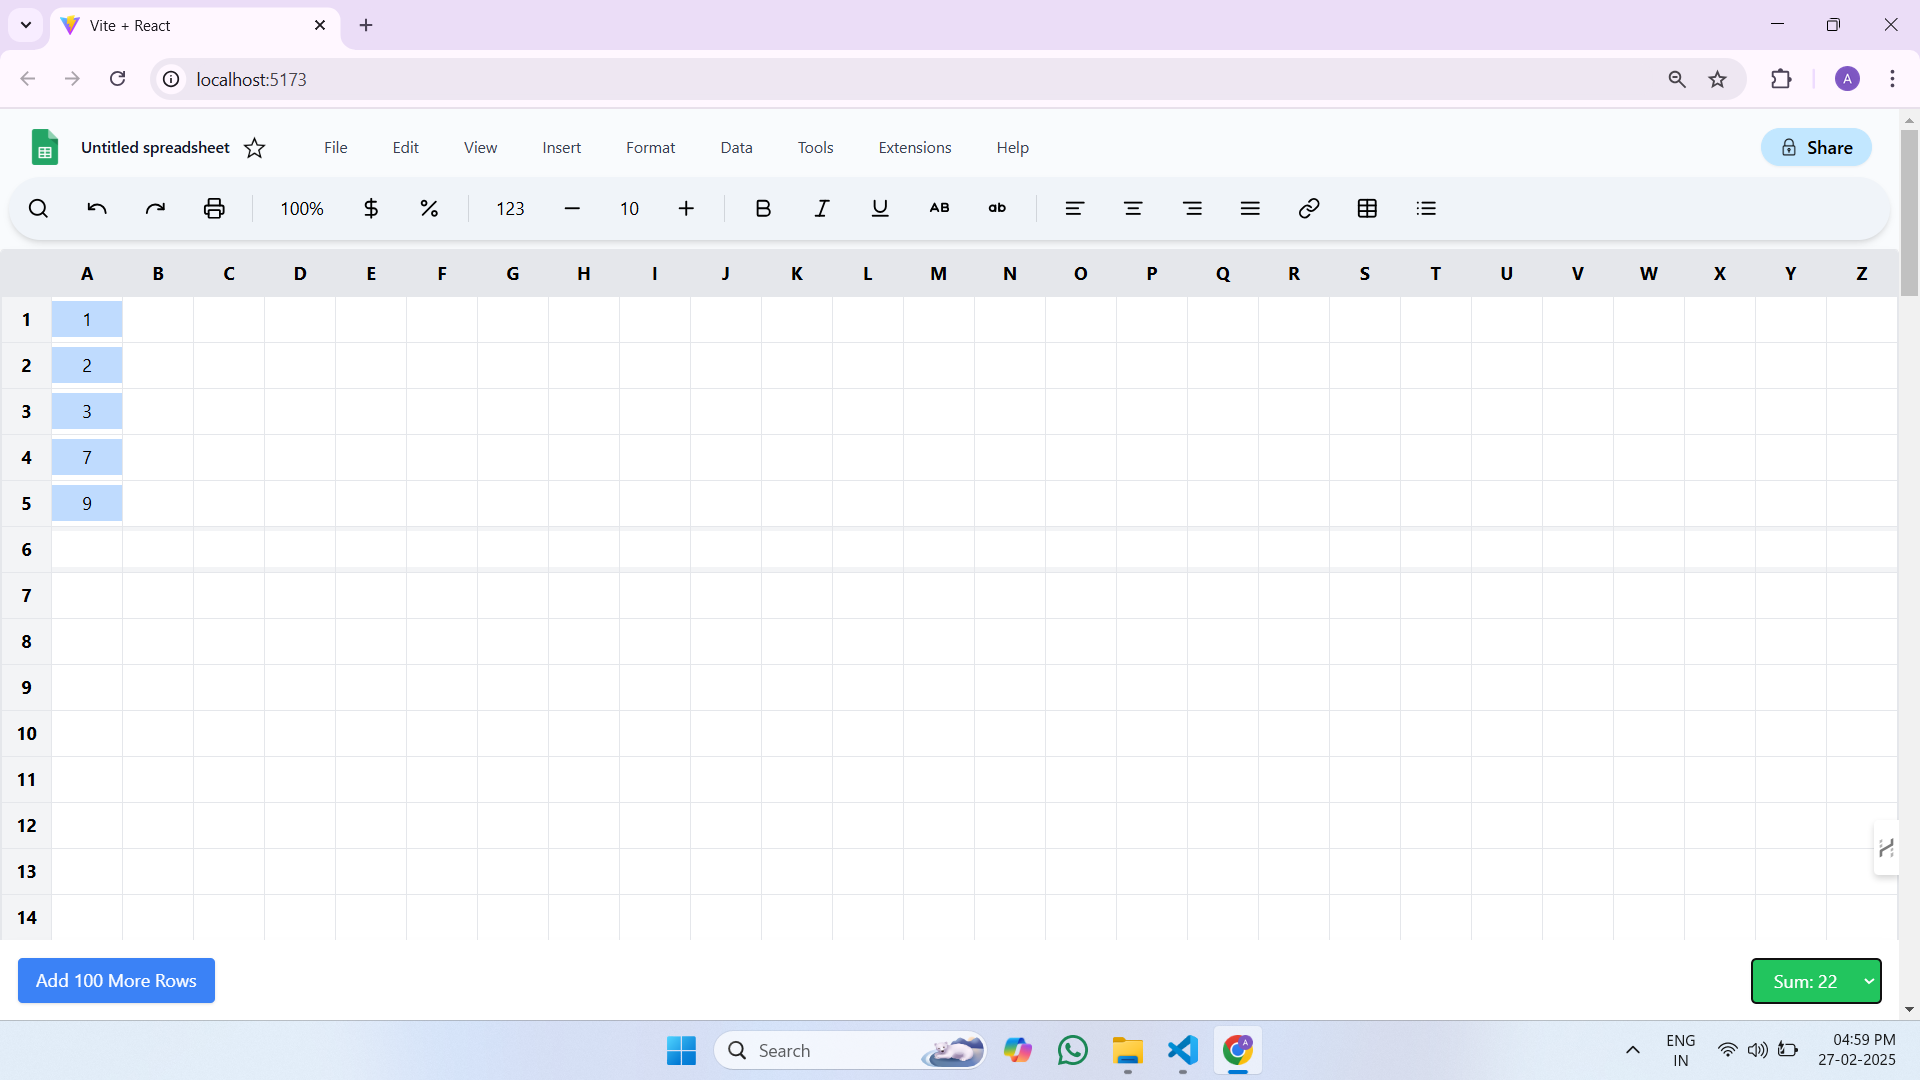 Vite + React
localhost:5173
A
Untitled spreadsheet File Edit View Insert Format Data Tools Extensions Help Share
100% $ % 123 10 B I U AB ab
A B C D E F G H I J K L M N O P Q R S T U V W X Y Z
1 1
2 2
3 3
4 7
5 9
6
7
8
9
10
11
12
13
14
Add 100 More Rows Sum: 22
Search
ENG
IN
04:59 PM
27-02-2025